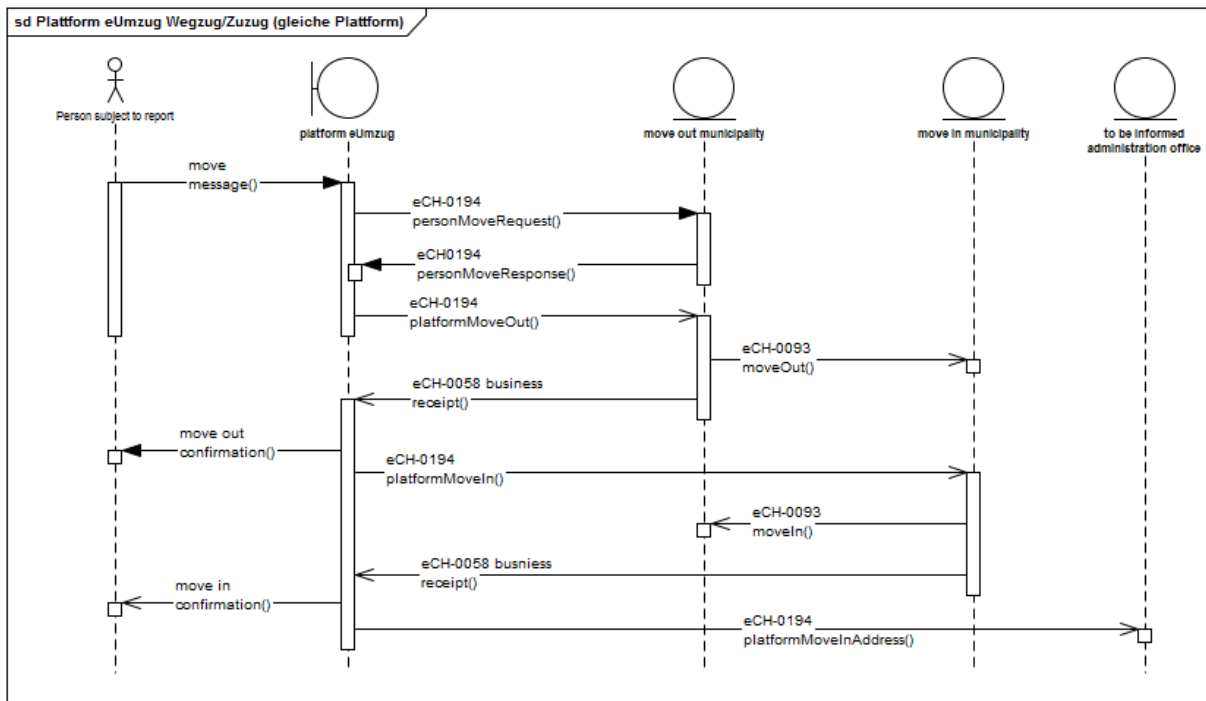 sd Plattform eUmzug Wegzug/Zuzug (gleiche Plattform)
Person subject to report
platform eUmzug
move out municipality
move in municipality
to be informed
administration office
move
message()
eCH-0194
personMoveRequest()
eCH0194
personMoveResponse()
eCH-0194
platformMoveOut()
eCH-0093
moveOut()
eCH-0058 business
receipt()
move out
confirmation()
eCH-0194
platformMoveIn()
eCH-0093
moveIn()
eCH-0058 busniess
receipt()
move in
confirmation()
eCH-0194
platformMoveInAddress()